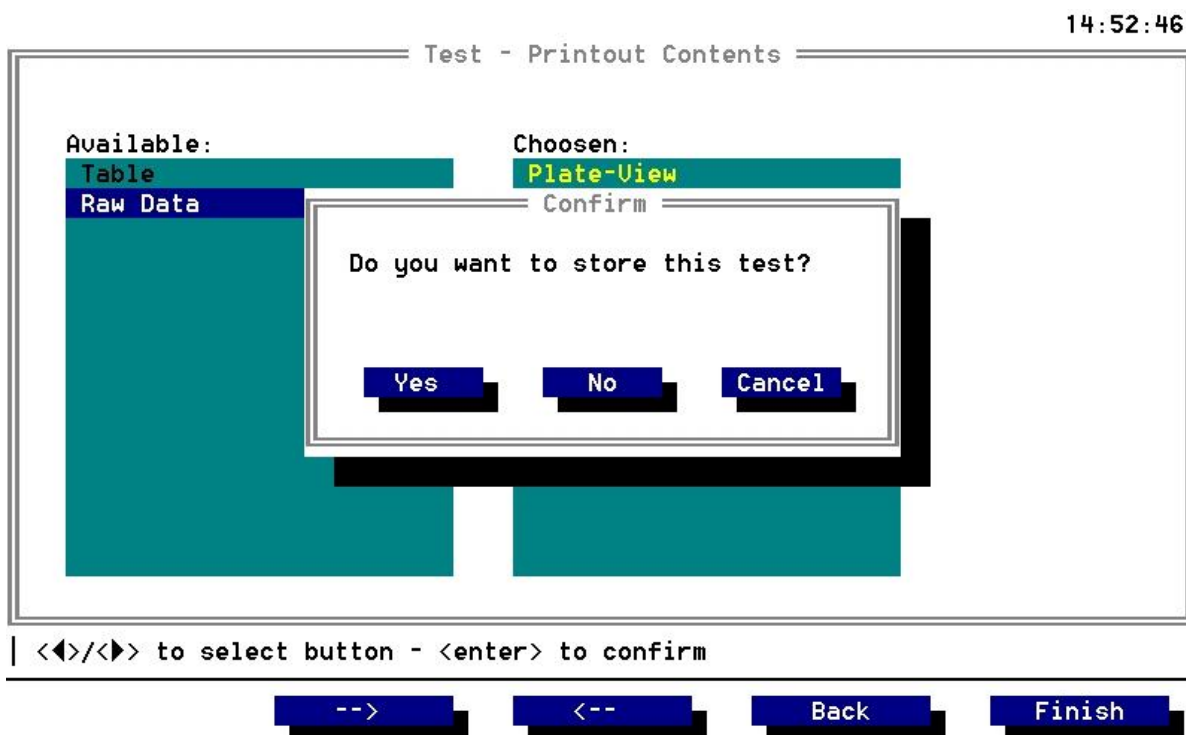 14:52:46
Test - Printout Contents
Available: Choosen:
Table Plate-View
Raw Data
Confirm
Do you want to store this test?
Yes No Cancel
<◀>/<▶> to select button - <enter> to confirm
--> <-- Back Finish